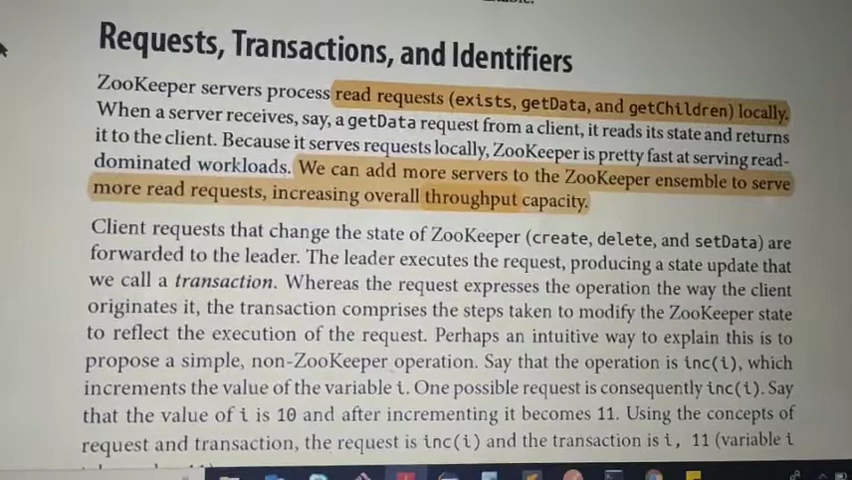 Requests, Transactions, and Identifiers
ZooKeeper servers process read requests (exists, getData, and getChildren) locally.
When a server receives, say, a getData request from a client, it reads its state and returns
it to the client. Because it serves requests locally, ZooKeeper is pretty fast at serving read-
dominated workloads. We can add more servers to the ZooKeeper ensemble to serve
more read requests, increasing overall throughput capacity.
Client requests that change the state of ZooKeeper (create, delete, and setData) are
forwarded to the leader. The leader executes the request, producing a state update that
we call a transaction. Whereas the request expresses the operation the way the client
originates it, the transaction comprises the steps taken to modify the ZooKeeper state
to reflect the execution of the request. Perhaps an intuitive way to explain this is to
propose a simple, non-ZooKeeper operation. Say that the operation is inc(i), which
increments the value of the variable i. One possible request is consequently inc(i). Say
that the value of i is 10 and after incrementing it becomes 11. Using the concepts of
request and transaction, the request is inc(i) and the transaction is i, 11 (variable i